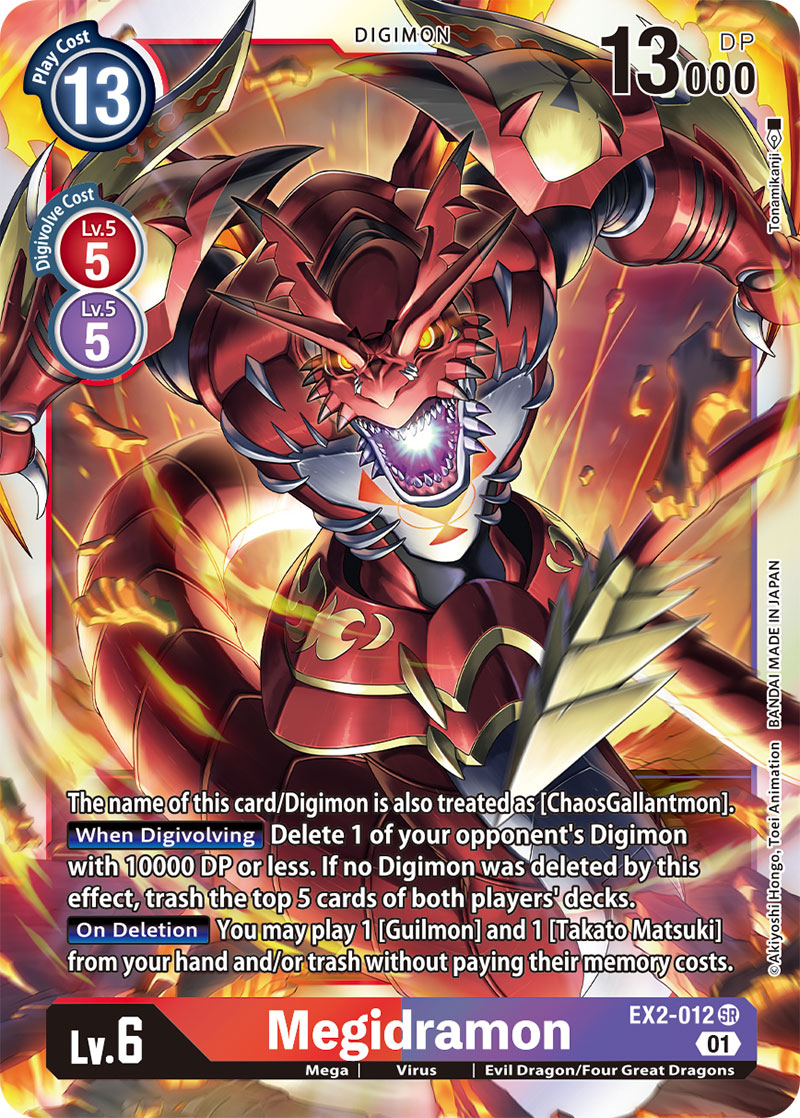 Play Cost
13
DIGIMON
13000
DP
Digivolve Cost
Lv.5
5
Lv.5
5
Tonamikanji
©Akiyoshi Hongo, Toei Animation BANDAI MADE IN JAPAN
The name of this card/Digimon is also treated as [ChaosGallantmon].
When Digivolving Delete 1 of your opponent's Digimon
with 10000 DP or less. If no Digimon was deleted by this
effect, trash the top 5 cards of both players' decks.
On Deletion You may play 1 [Guilmon] and 1 [Takato Matsuki]
from your hand and/or trash without paying their memory costs.
Lv.6
Megidramon
EX2-012 SR
01
Mega | Virus | Evil Dragon/Four Great Dragons